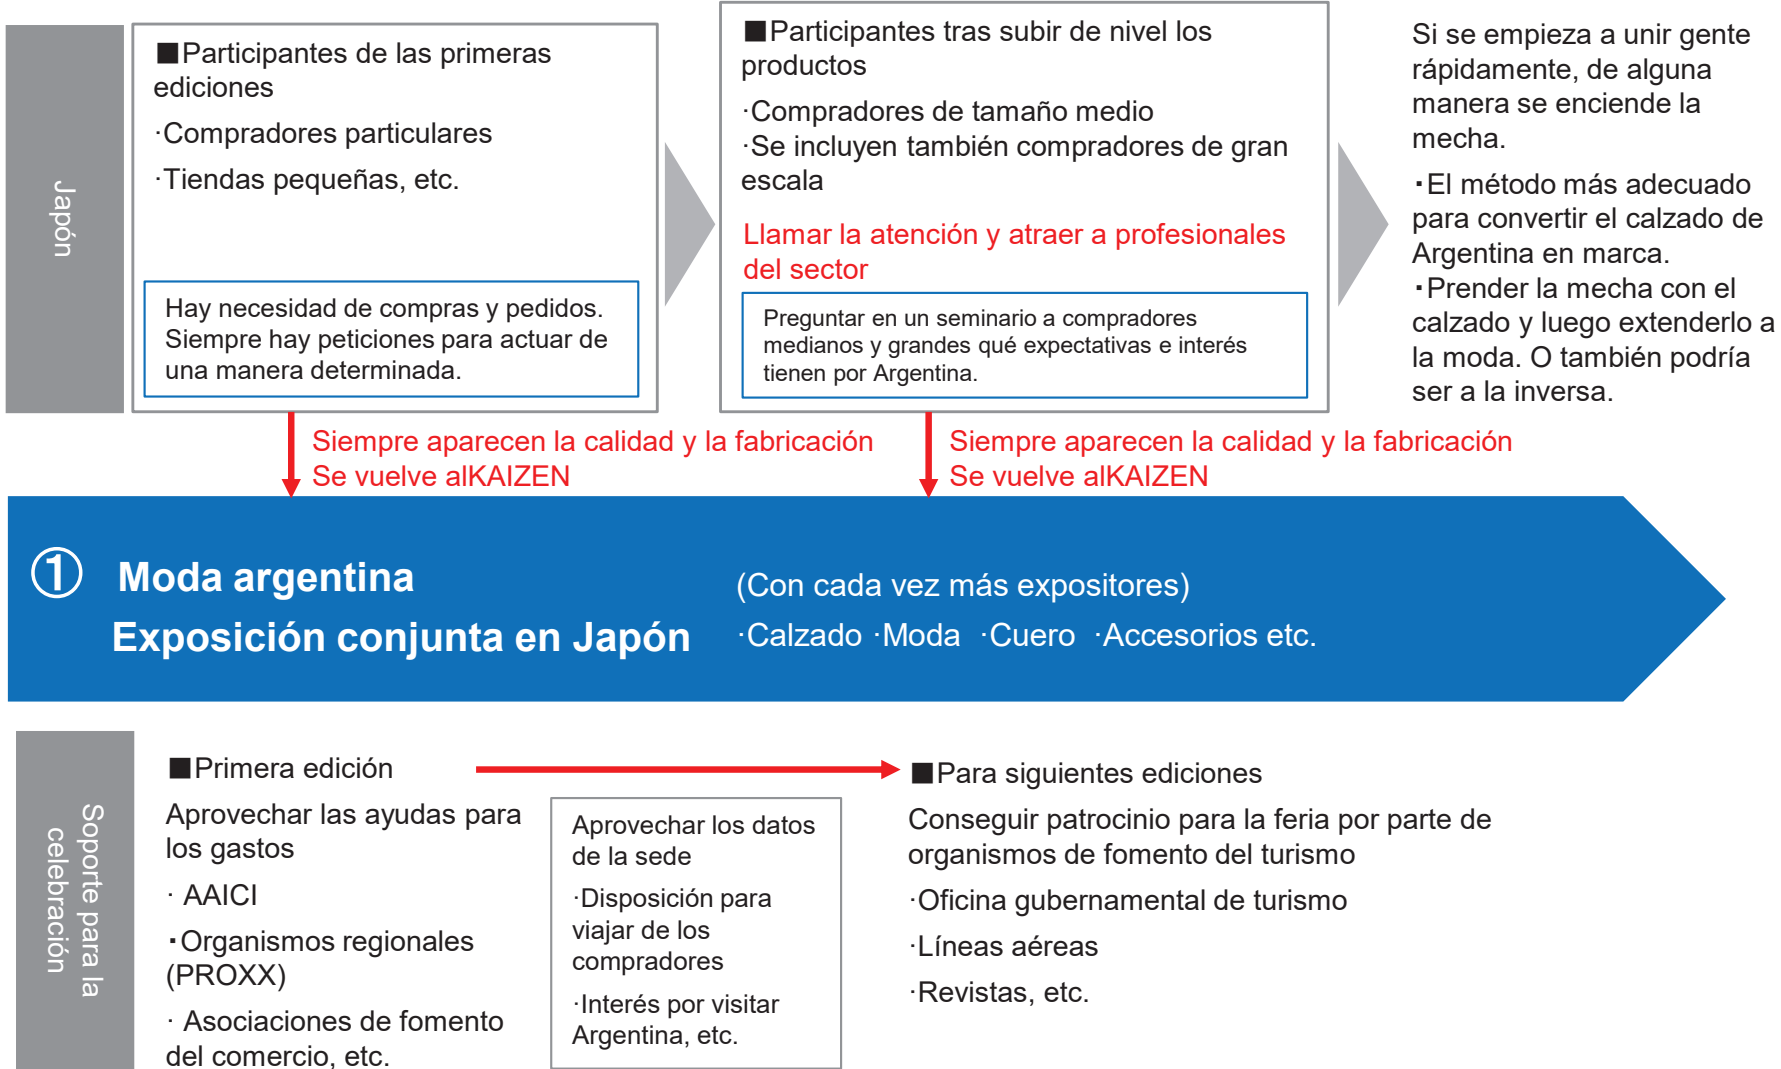 Japón
■Participantes de las primeras
ediciones
·Compradores particulares
·Tiendas pequeñas, etc.
Hay necesidad de compras y pedidos.
Siempre hay peticiones para actuar de
una manera determinada.
■Participantes tras subir de nivel los
productos
·Compradores de tamaño medio
·Se incluyen también compradores de gran
escala
Llamar la atención y atraer a profesionales
del sector
Preguntar en un seminario a compradores
medianos y grandes qué expectativas e interés
tienen por Argentina.
Si se empieza a unir gente
rápidamente, de alguna
manera se enciende la
mecha.
・El método más adecuado
para convertir el calzado de
Argentina en marca.
・Prender la mecha con el
calzado y luego extenderlo a
la moda. O también podría
ser a la inversa.
Siempre aparecen la calidad y la fabricación
Se vuelve alKAIZEN
Siempre aparecen la calidad y la fabricación
Se vuelve alKAIZEN
① Moda argentina
Exposición conjunta en Japón
(Con cada vez más expositores)
·Calzado ·Moda ·Cuero ·Accesorios etc.
Soporte para la
celebración
■Primera edición
Aprovechar las ayudas para
los gastos
· AAICI
・Organismos regionales
(PROXX)
· Asociaciones de fomento
del comercio, etc.
Aprovechar los datos
de la sede
·Disposición para
viajar de los
compradores
·Interés por visitar
Argentina, etc.
■Para siguientes ediciones
Conseguir patrocinio para la feria por parte de
organismos de fomento del turismo
·Oficina gubernamental de turismo
·Líneas aéreas
·Revistas, etc.